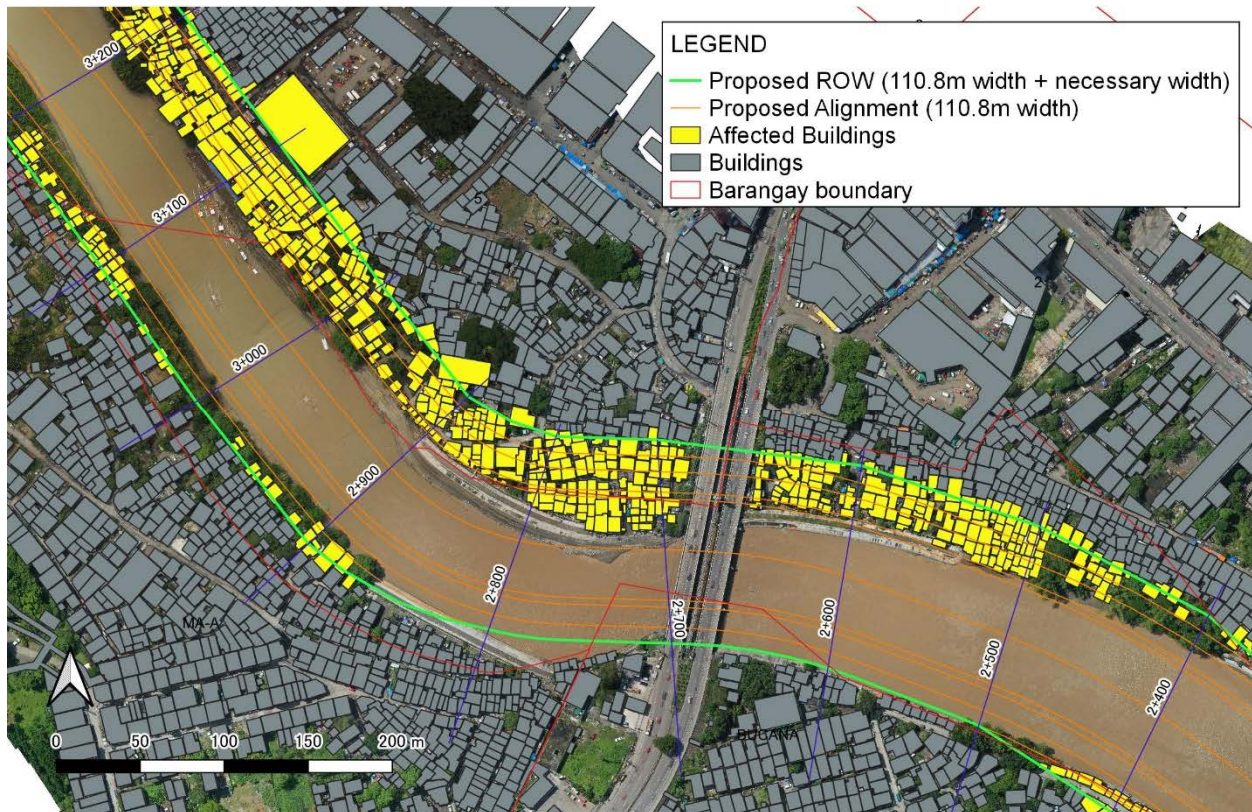 LEGEND
Proposed ROW (110.8m width + necessary width)
Proposed Alignment (110.8m width)
Affected Buildings
Buildings
Barangay boundary
3+200
3+100
3+000
2+900
2+800
2+700
2+600
2+500
2+400
5
2
MA-A
BUCANA
0 50 100 150 200 m